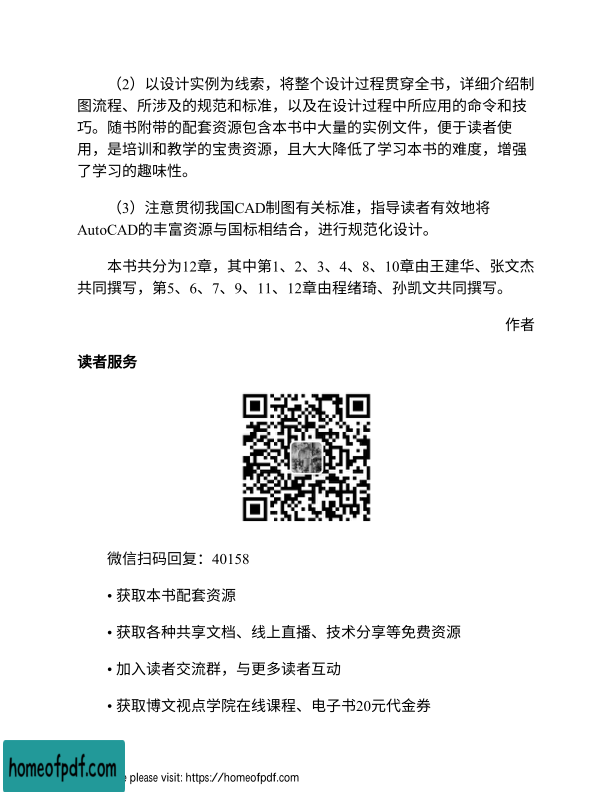 （2）以设计实例为线索，将整个设计过程贯穿全书，详细介绍制
图流程、所涉及的规范和标准，以及在设计过程中所应用的命令和技
巧。随书附带的配套资源包含本书中大量的实例文件，便于读者使
用，是培训和教学的宝贵资源，且大大降低了学习本书的难度，增强
了学习的趣味性。
（3）注意贯彻我国CAD制图有关标准，指导读者有效地将
AutoCAD的丰富资源与国标相结合，进行规范化设计。
本书共分为12章，其中第1、2、3、4、8、10章由王建华、张文杰
共同撰写，第5、6、7、9、11、12章由程绪琦、孙凯文共同撰写。
作者
读者服务
微信扫码回复：40158
• 获取本书配套资源
• 获取各种共享文档、线上直播、技术分享等免费资源
• 加入读者交流群，与更多读者互动
• 获取博文视点学院在线课程、电子书20元代金券
homeofpdf.com
please visit: https://homeofpdf.com